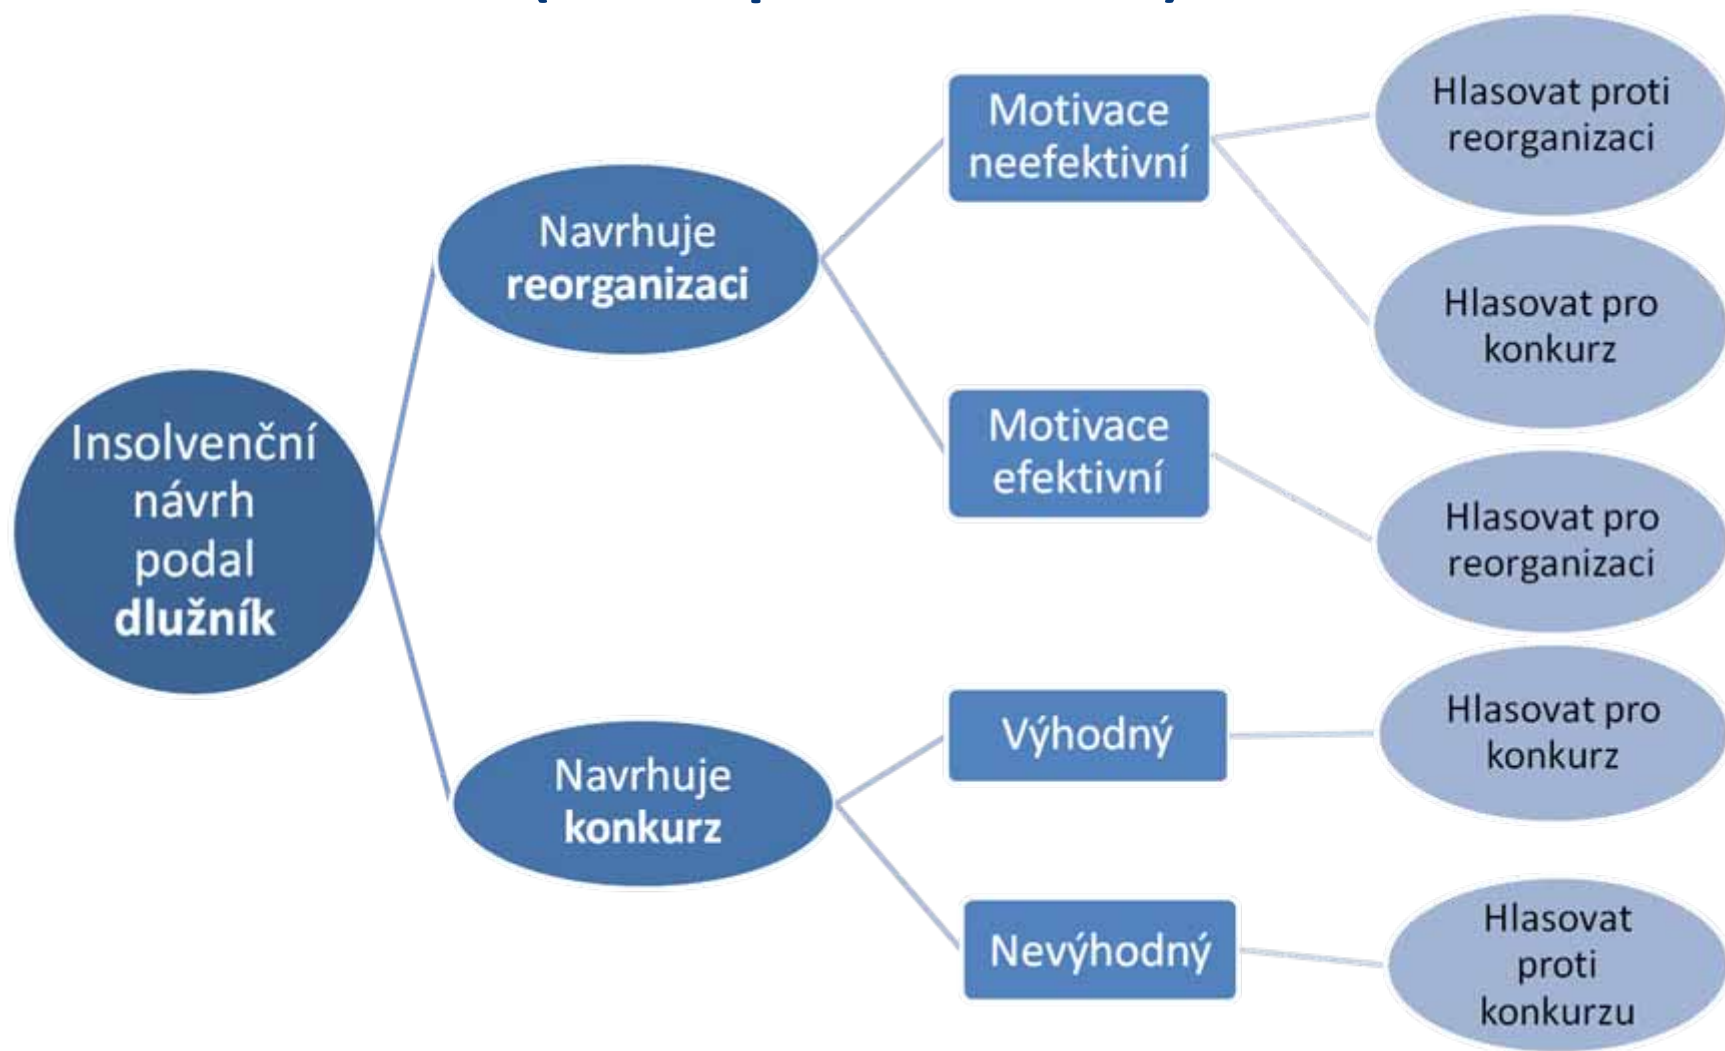 Insolvenční
návrh
podal
dlužník
Navrhuje
reorganizaci
Navrhuje
konkurz
Motivace
neefektivní
Motivace
efektivní
Výhodný
Nevýhodný
Hlasovat proti
reorganizaci
Hlasovat pro
konkurz
Hlasovat pro
reorganizaci
Hlasovat pro
konkurz
Hlasovat
proti
konkurzu